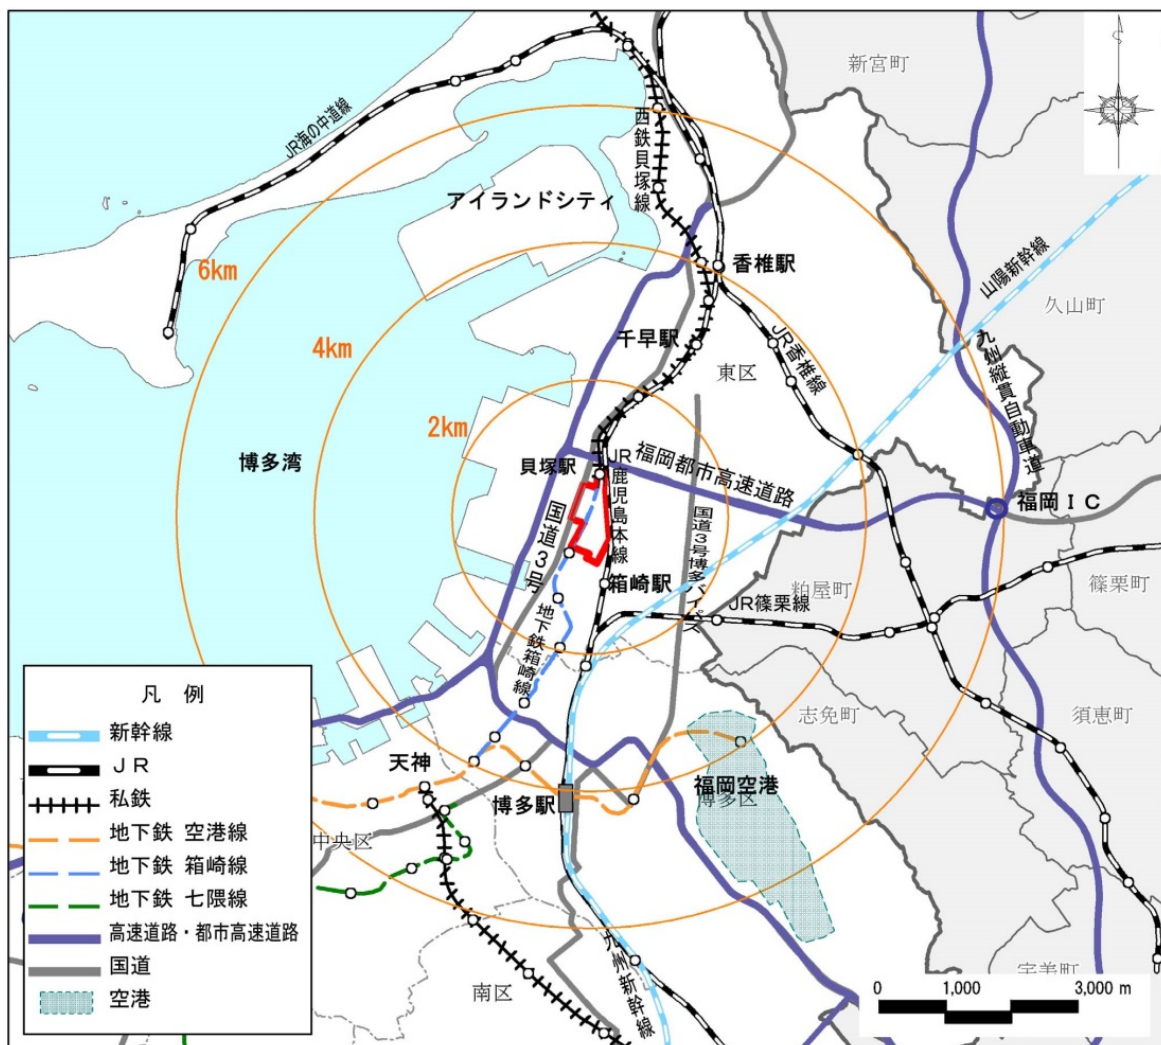 新宮町
JR海の中道線
西鉄貝塚線
アイランドシティ
6km
香椎駅
山陽新幹線
久山町
4km
千早駅
JR香椎線
九州縦貫自動車道
東区
2km
博多湾
貝塚駅
JR鹿児島本線
福岡都市高速道路
国道3号
国道3号博多バイパス
福岡IC
箱崎駅
粕屋町
篠栗町
JR篠栗線
地下鉄箱崎線
志免町
須恵町
天神
博多駅
福岡空港
博多区
中央区
南区
九州新幹線
宇美町
凡 例
新幹線
JR
私鉄
地下鉄 空港線
地下鉄 箱崎線
地下鉄 七隈線
高速道路・都市高速道路
国道
空港
0 1,000 3,000 m